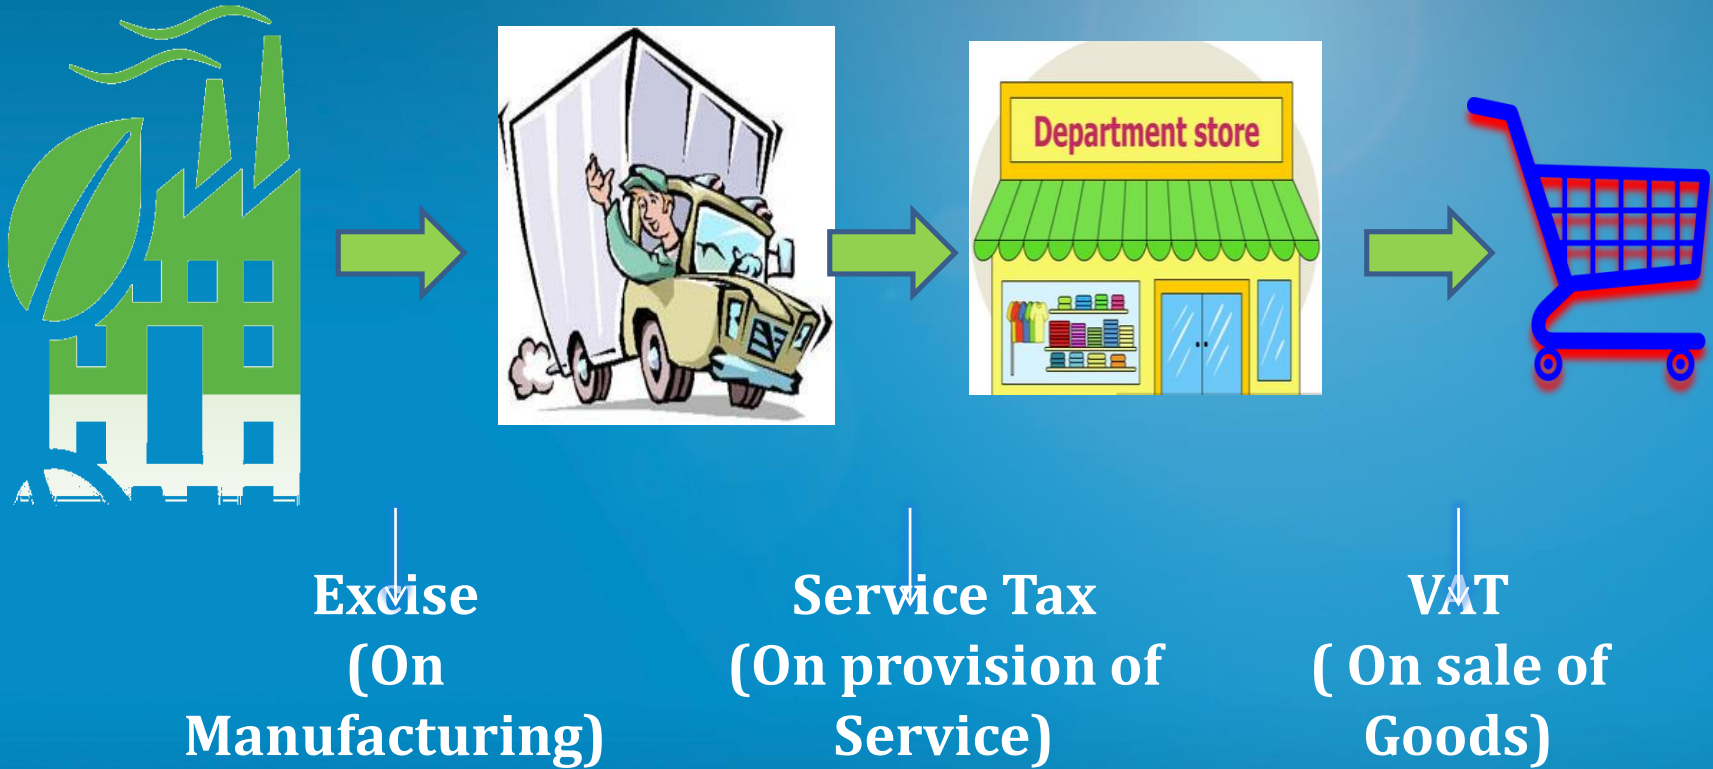 Department store
Excise
(On
Manufacturing)
Service Tax
(On provision of
Service)
VAT
( On sale of
Goods)